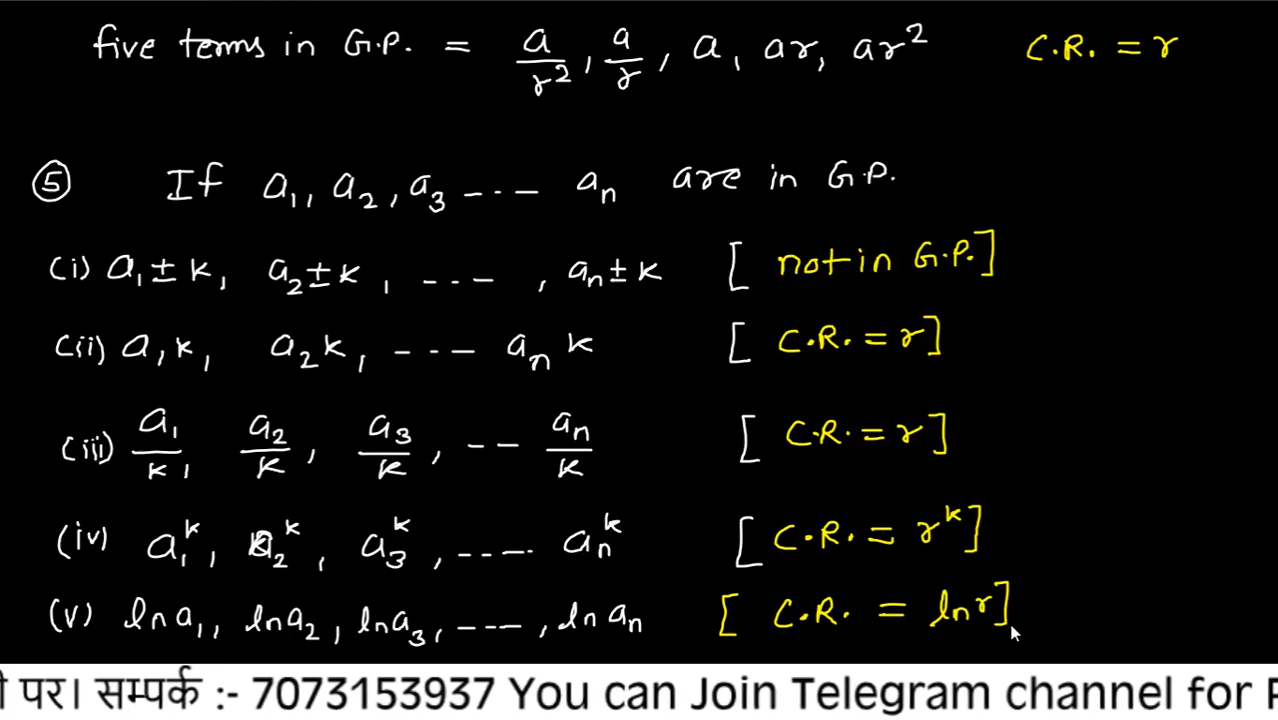 five terms in G.P. = a/r², a/r, a, ar, ar² C.R. = r
⑤ If a₁, a₂, a₃ -.- aₙ are in G.P.
(i) a₁ ± k, a₂ ± k, --- , aₙ ± k [ not in G.P.]
(ii) a₁k, a₂k, ---- aₙ k [ C.R. = r]
(iii) a₁/k, a₂/k, a₃/k, -- aₙ/k [ C.R. = r]
(iv) a₁ᵏ, a₂ᵏ, a₃ᵏ, ---- aₙᵏ [ C.R. = rᵏ]
(v) ln a₁, ln a₂, ln a₃, ---, ln aₙ [ C.R. = ln r]
ी पर। सम्पर्क :- 7073153937 You can Join Telegram channel for